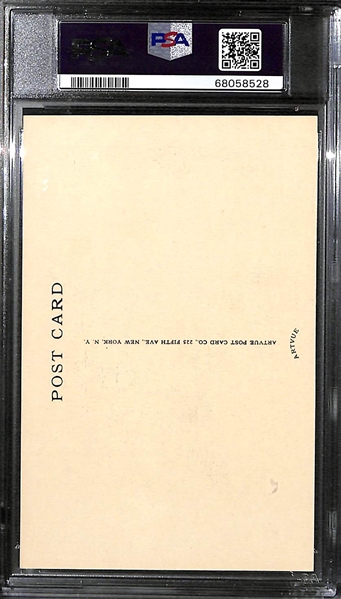 PSA
68058528
POST CARD
ARTVUE POST CARD CO., 225 FIFTH AVE., NEW YORK, N. Y.
ARTVUE